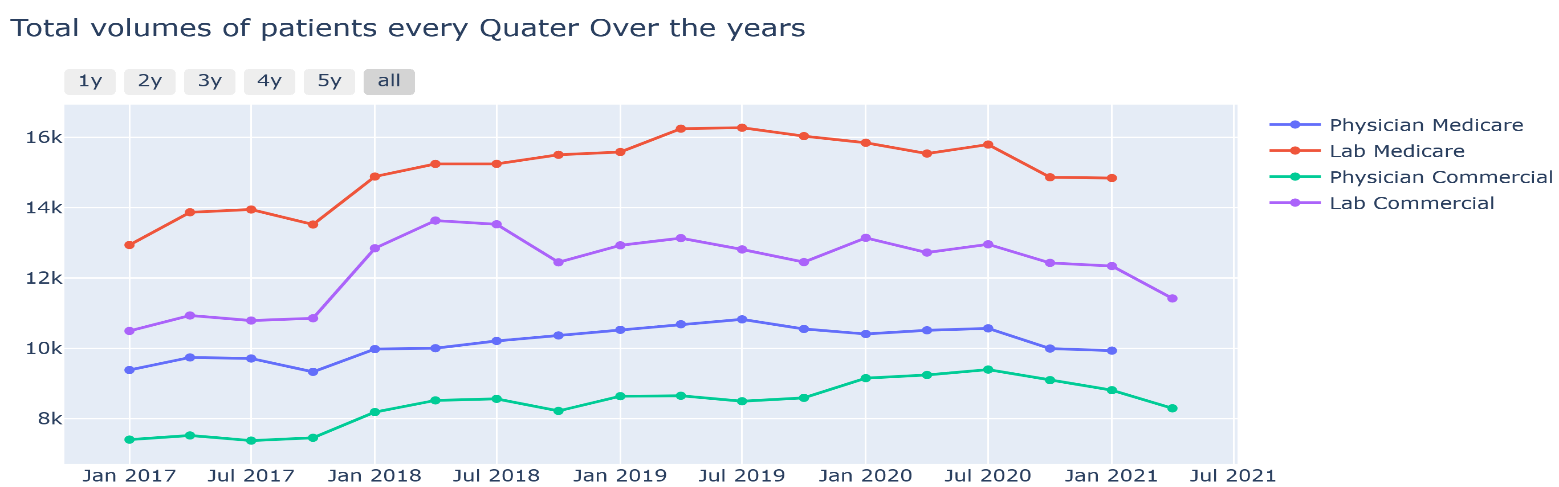 Total volumes of patients every Quater Over the years
1y 2y 3y 4y 5y all
16k
14k
12k
10k
8k
Jan 2017 Jul 2017 Jan 2018 Jul 2018 Jan 2019 Jul 2019 Jan 2020 Jul 2020 Jan 2021 Jul 2021
Physician Medicare
Lab Medicare
Physician Commercial
Lab Commercial